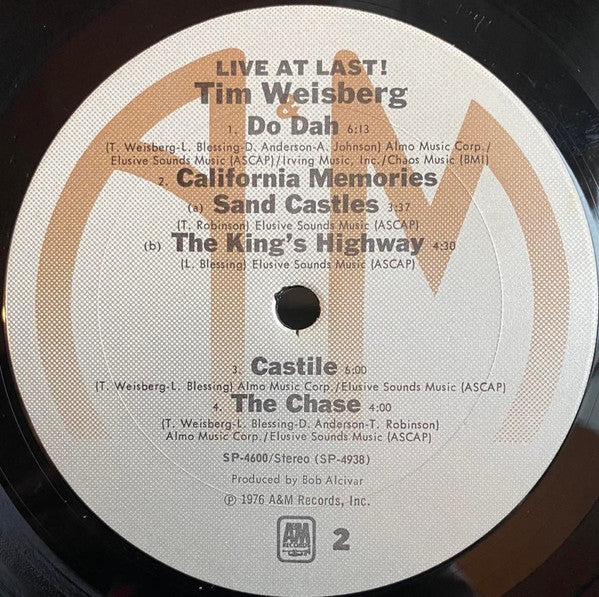 LIVE AT LAST!
Tim Weisberg
&
1. Do Dah 6:13
(T. Weisberg-L. Blessing-D. Anderson-A. Johnson) Almo Music Corp./
Elusive Sounds Music (ASCAP)/Irving Music, Inc./Chaos Music (BMI)
2. California Memories
(a) Sand Castles 3:37
(T. Robinson) Elusive Sounds Music (ASCAP)
(b) The King's Highway 4:30
(L. Blessing) Elusive Sounds Music (ASCAP)
3. Castile 6:00
(T. Weisberg-L. Blessing) Almo Music Corp./Elusive Sounds Music (ASCAP)
4. The Chase 4:00
(T. Weisberg-L. Blessing-D. Anderson-T. Robinson)
Almo Music Corp./Elusive Sounds Music (ASCAP)
SP-4600/Stereo (SP-4938)
Produced by Bob Alcivar
℗ 1976 A&M Records, Inc.
A&M RECORDS 2